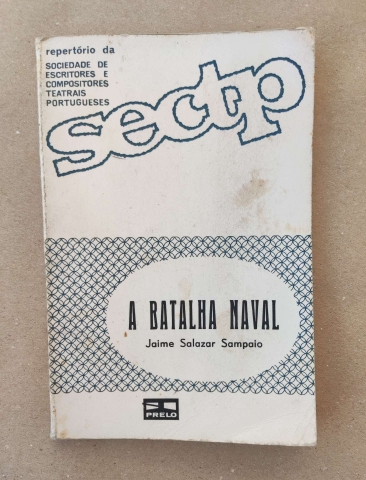 repertório da
SOCIEDADE DE
ESCRITORES E
COMPOSITORES
TEATRAIS
PORTUGUESES
sectp
A BATALHA NAVAL
Jaime Salazar Sampaio
PRELO